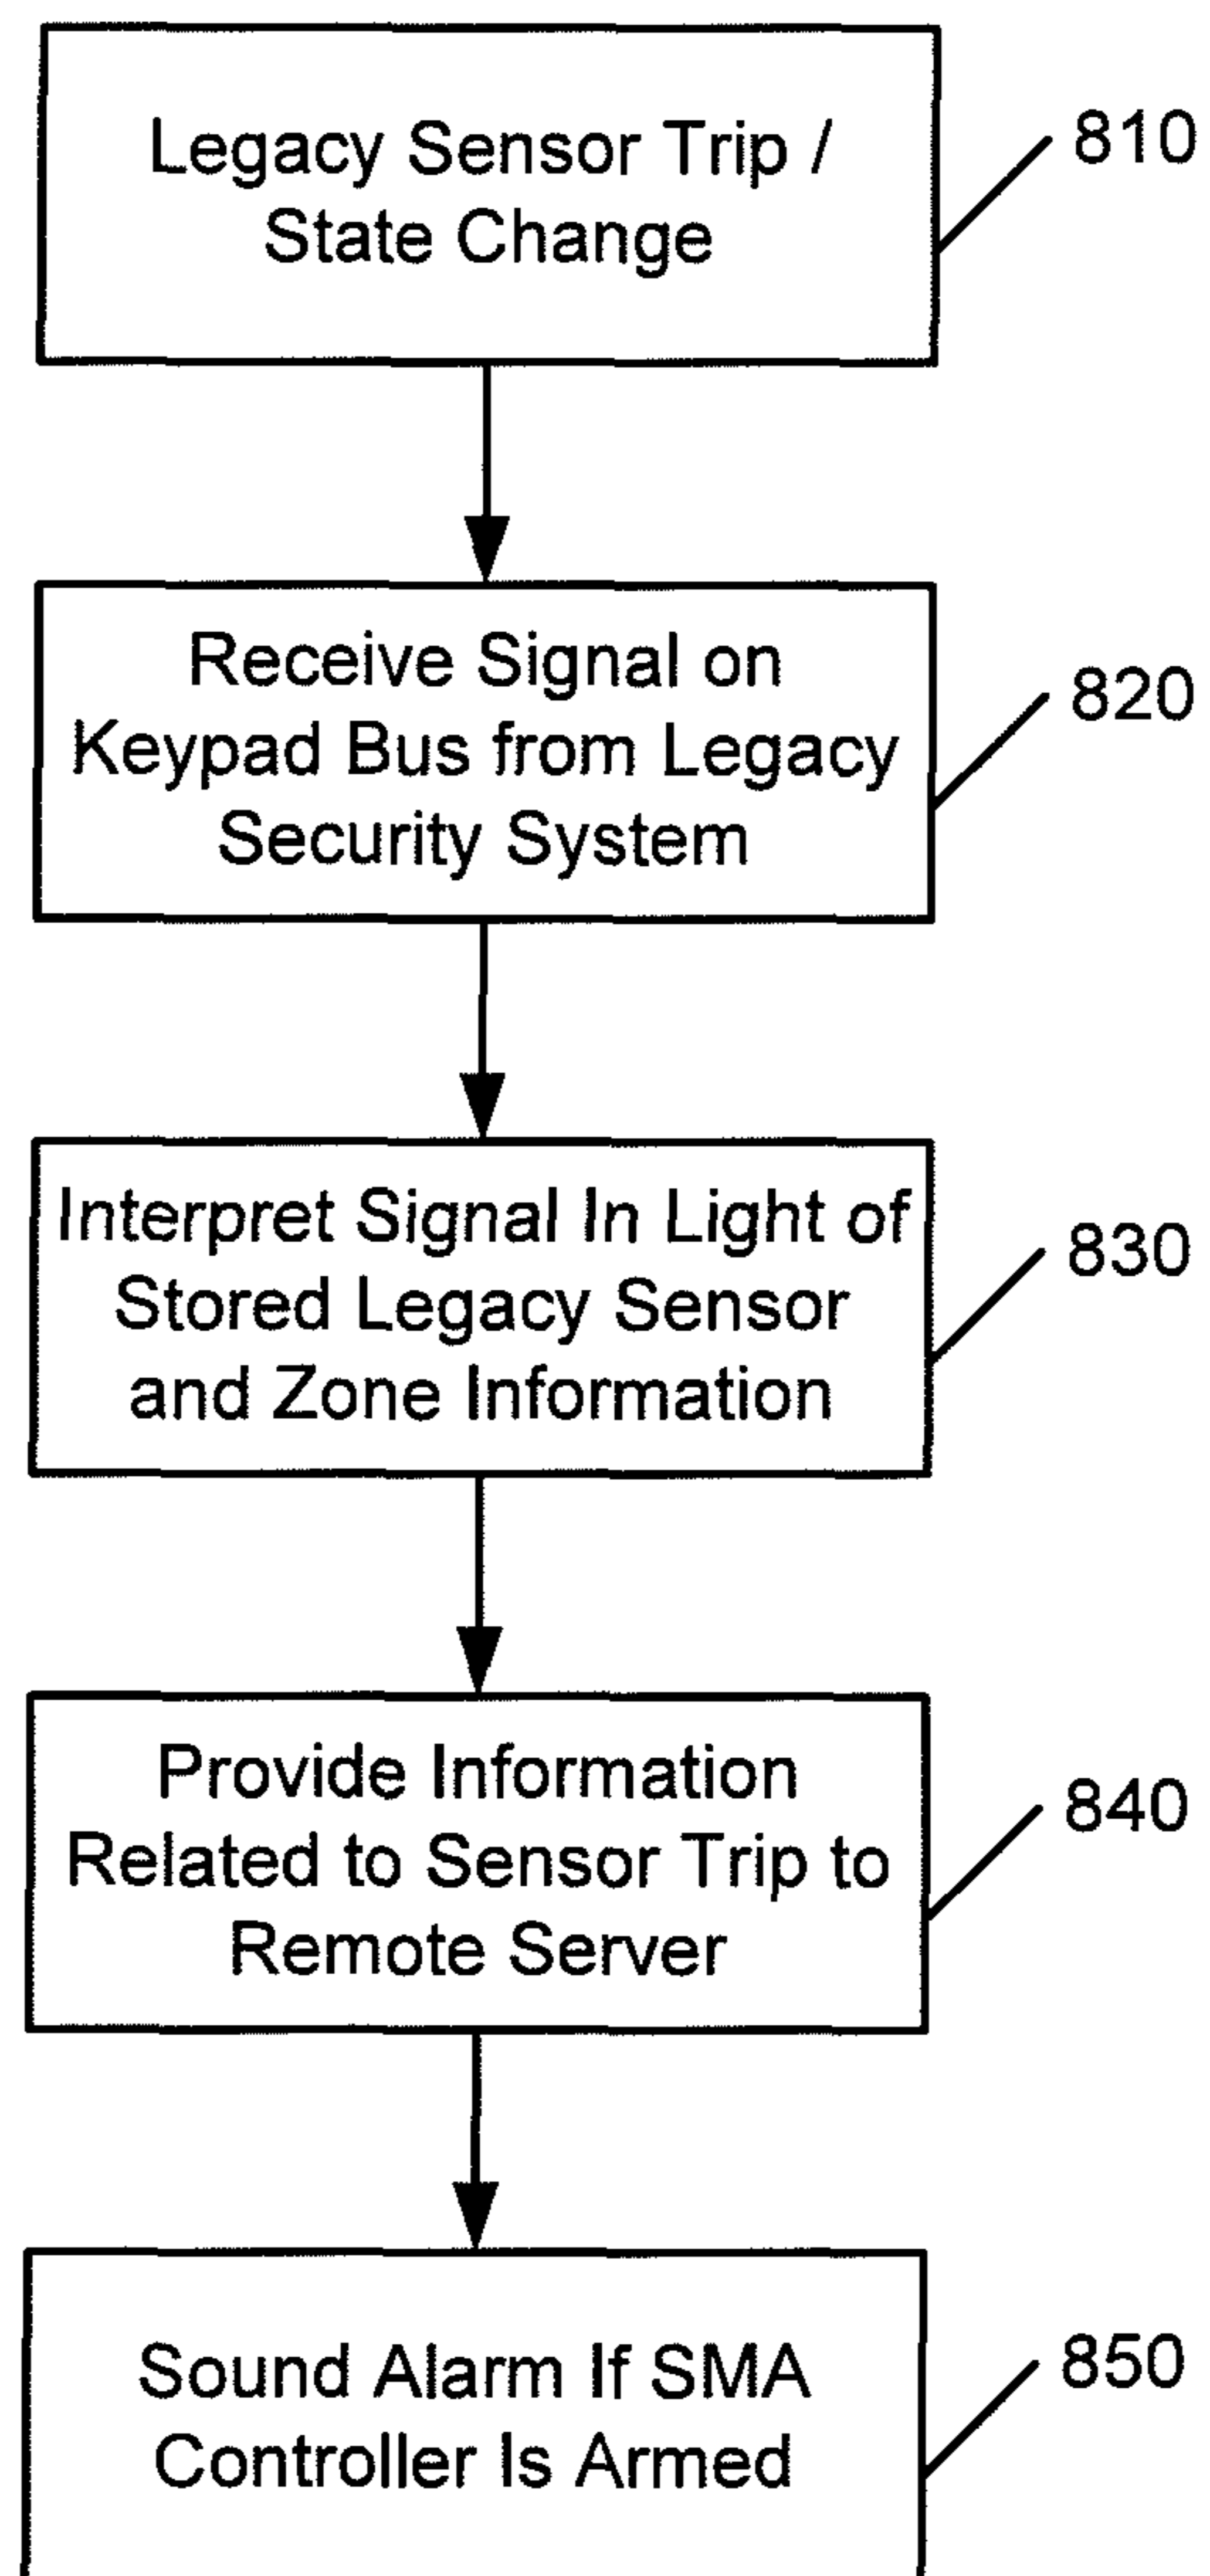 Legacy Sensor Trip /
State Change
810
Receive Signal on
Keypad Bus from Legacy
Security System
820
Interpret Signal In Light of
Stored Legacy Sensor
and Zone Information
830
Provide Information
Related to Sensor Trip to
Remote Server
840
Sound Alarm If SMA
Controller Is Armed
850